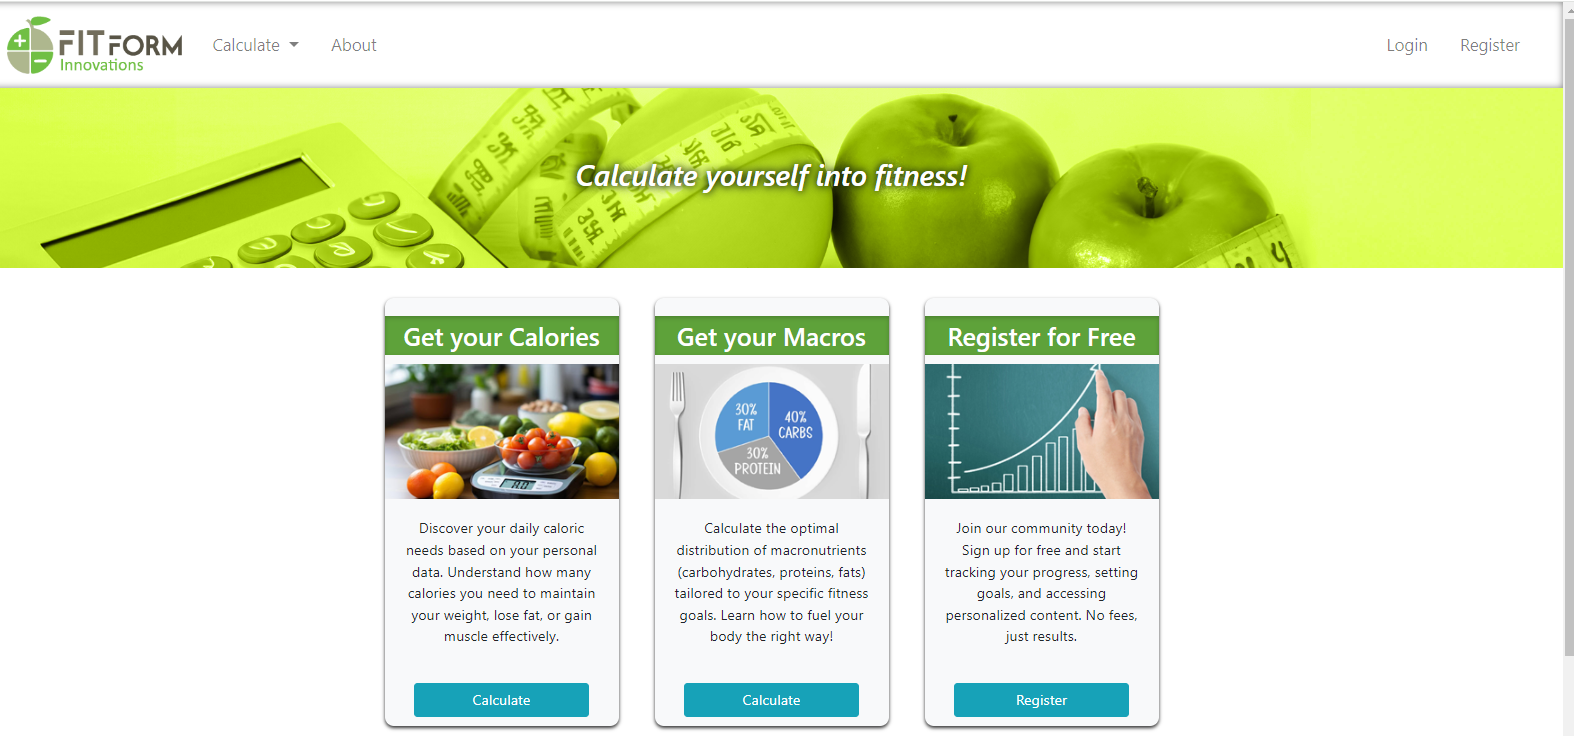 FITFORM
Innovations
Calculate
About
Login
Register
Calculate yourself into fitness!
Get your Calories
Discover your daily caloric
needs based on your personal
data. Understand how many
calories you need to maintain
your weight, lose fat, or gain
muscle effectively.
Calculate
Get your Macros
30%
FAT
40%
CARBS
30%
PROTEIN
Calculate the optimal
distribution of macronutrients
(carbohydrates, proteins, fats)
tailored to your specific fitness
goals. Learn how to fuel your
body the right way!
Calculate
Register for Free
Join our community today!
Sign up for free and start
tracking your progress, setting
goals, and accessing
personalized content. No fees,
just results.
Register